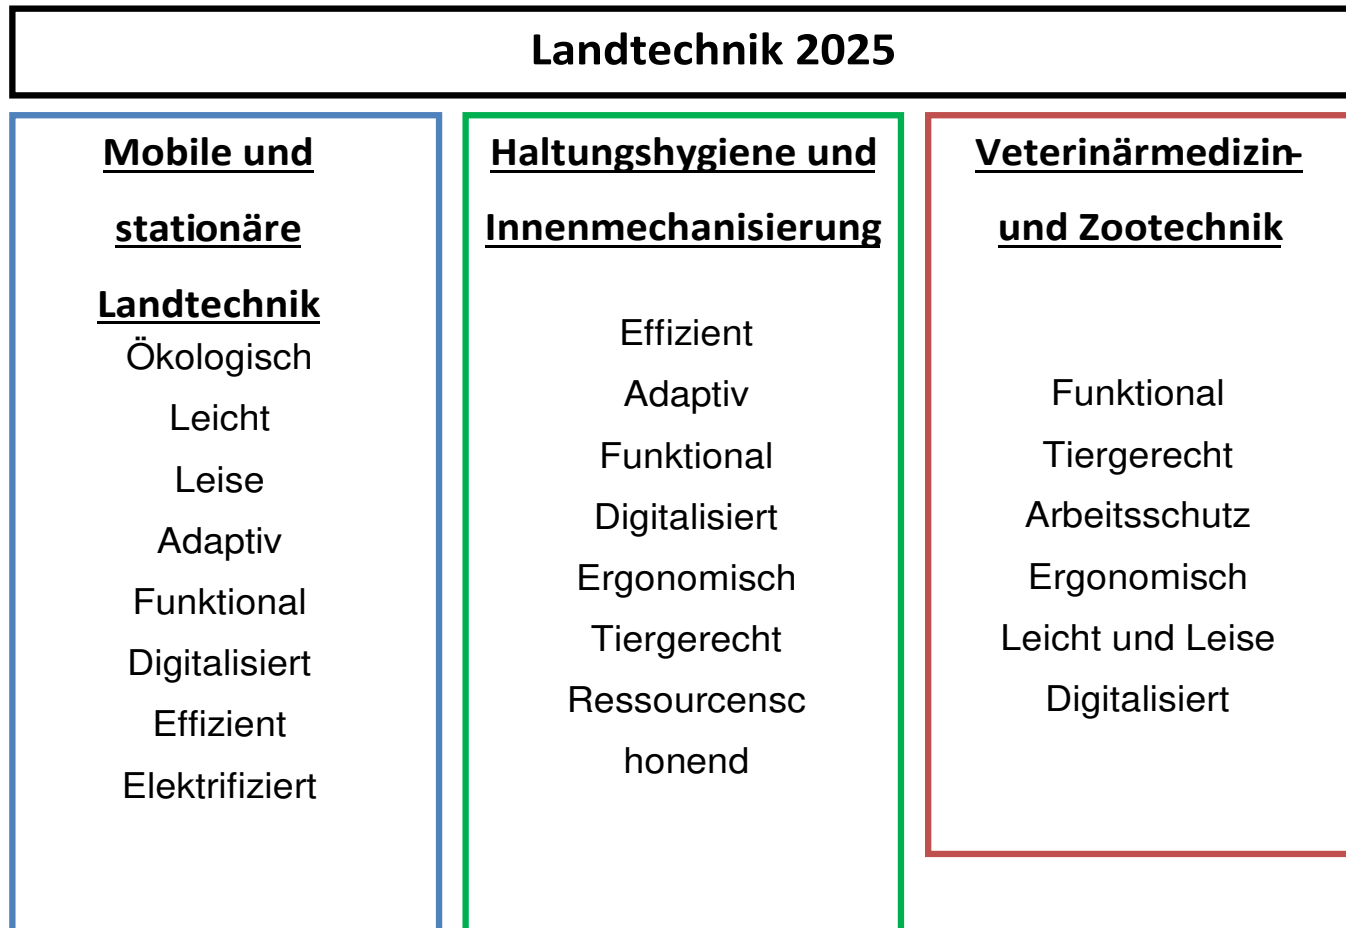 Landtechnik 2025
Mobile und
stationäre
Landtechnik
Ökologisch
Leicht
Leise
Adaptiv
Funktional
Digitalisiert
Effizient
Elektrifiziert
Haltungshygiene und
Innenmechanisierung
Effizient
Adaptiv
Funktional
Digitalisiert
Ergonomisch
Tiergerecht
Ressourcensc
honend
Veterinärmedizin-
und Zootechnik
Funktional
Tiergerecht
Arbeitsschutz
Ergonomisch
Leicht und Leise
Digitalisiert